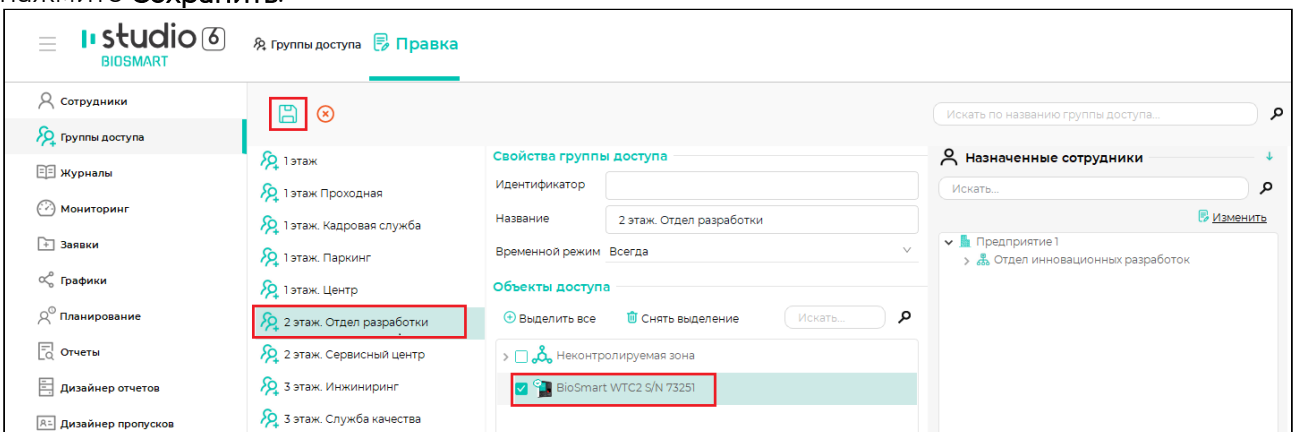 нажмите Сохранить.
studio 6
BIOSMART
Группы доступа
Правка
Сотрудники
Группы доступа
Журналы
Мониторинг
Заявки
Графики
Планирование
Отчеты
Дизайнер отчетов
Дизайнер пропусков
Искать по названию группы доступа...
1 этаж
1 этаж Проходная
1 этаж. Кадровая служба
1 этаж. Паркинг
1 этаж. Центр
2 этаж. Отдел разработки
2 этаж. Сервисный центр
3 этаж. Инжиниринг
3 этаж. Служба качества
Свойства группы доступа
Идентификатор
Название 2 этаж. Отдел разработки
Временной режим Всегда
Объекты доступа
Выделить все Снять выделение Искать...
Неконтролируемая зона
BioSmart WTC2 S/N 73251
Назначенные сотрудники
Искать...
Изменить
Предприятие 1
Отдел инновационных разработок